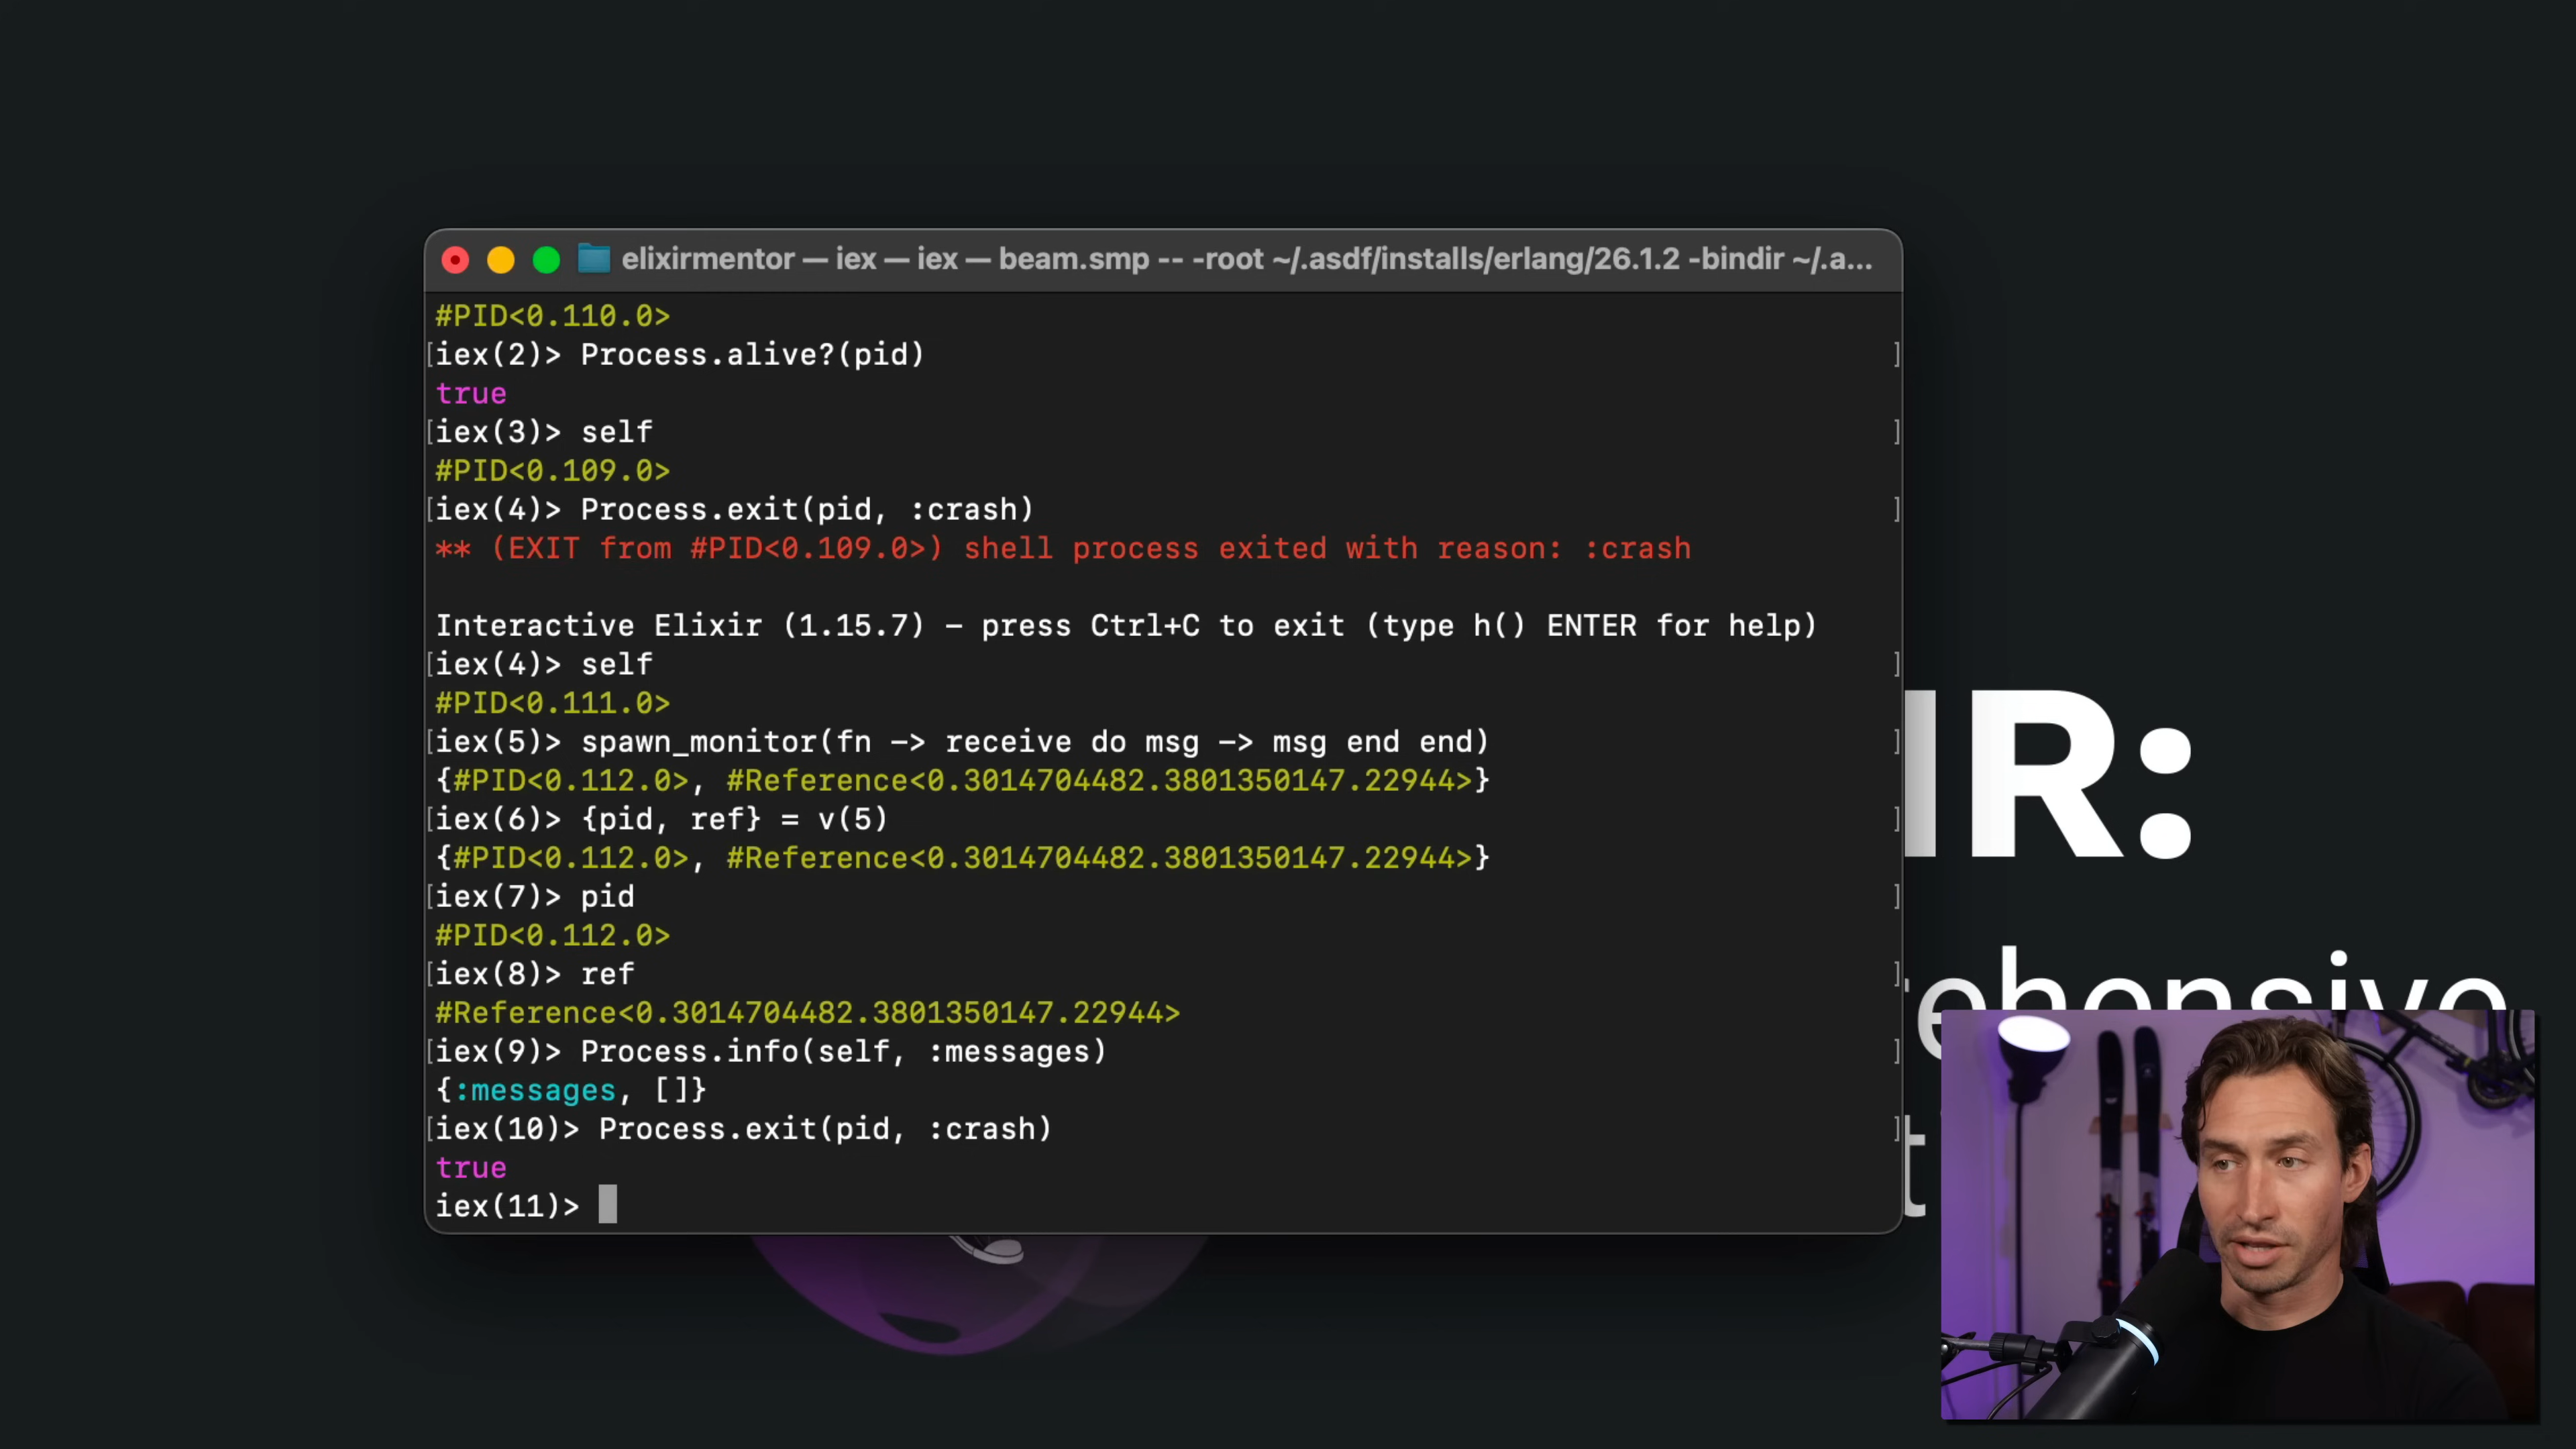 elixirmentor — iex — iex — beam.smp -- -root ~/.asdf/installs/erlang/26.1.2 -bindir ~/.a...
#PID<0.110.0>
[iex(2)> Process.alive?(pid) ]
true
[iex(3)> self ]
#PID<0.109.0>
[iex(4)> Process.exit(pid, :crash) ]
** (EXIT from #PID<0.109.0>) shell process exited with reason: :crash
Interactive Elixir (1.15.7) - press Ctrl+C to exit (type h() ENTER for help)
[iex(4)> self ]
#PID<0.111.0>
[iex(5)> spawn_monitor(fn -> receive do msg -> msg end end) ]
{#PID<0.112.0>, #Reference<0.3014704482.3801350147.22944>}
[iex(6)> {pid, ref} = v(5) ]
{#PID<0.112.0>, #Reference<0.3014704482.3801350147.22944>}
[iex(7)> pid ]
#PID<0.112.0>
[iex(8)> ref ]
#Reference<0.3014704482.3801350147.22944>
[iex(9)> Process.info(self, :messages) ]
{:messages, []}
[iex(10)> Process.exit(pid, :crash) ]
true
iex(11)>
IR:
rehensive